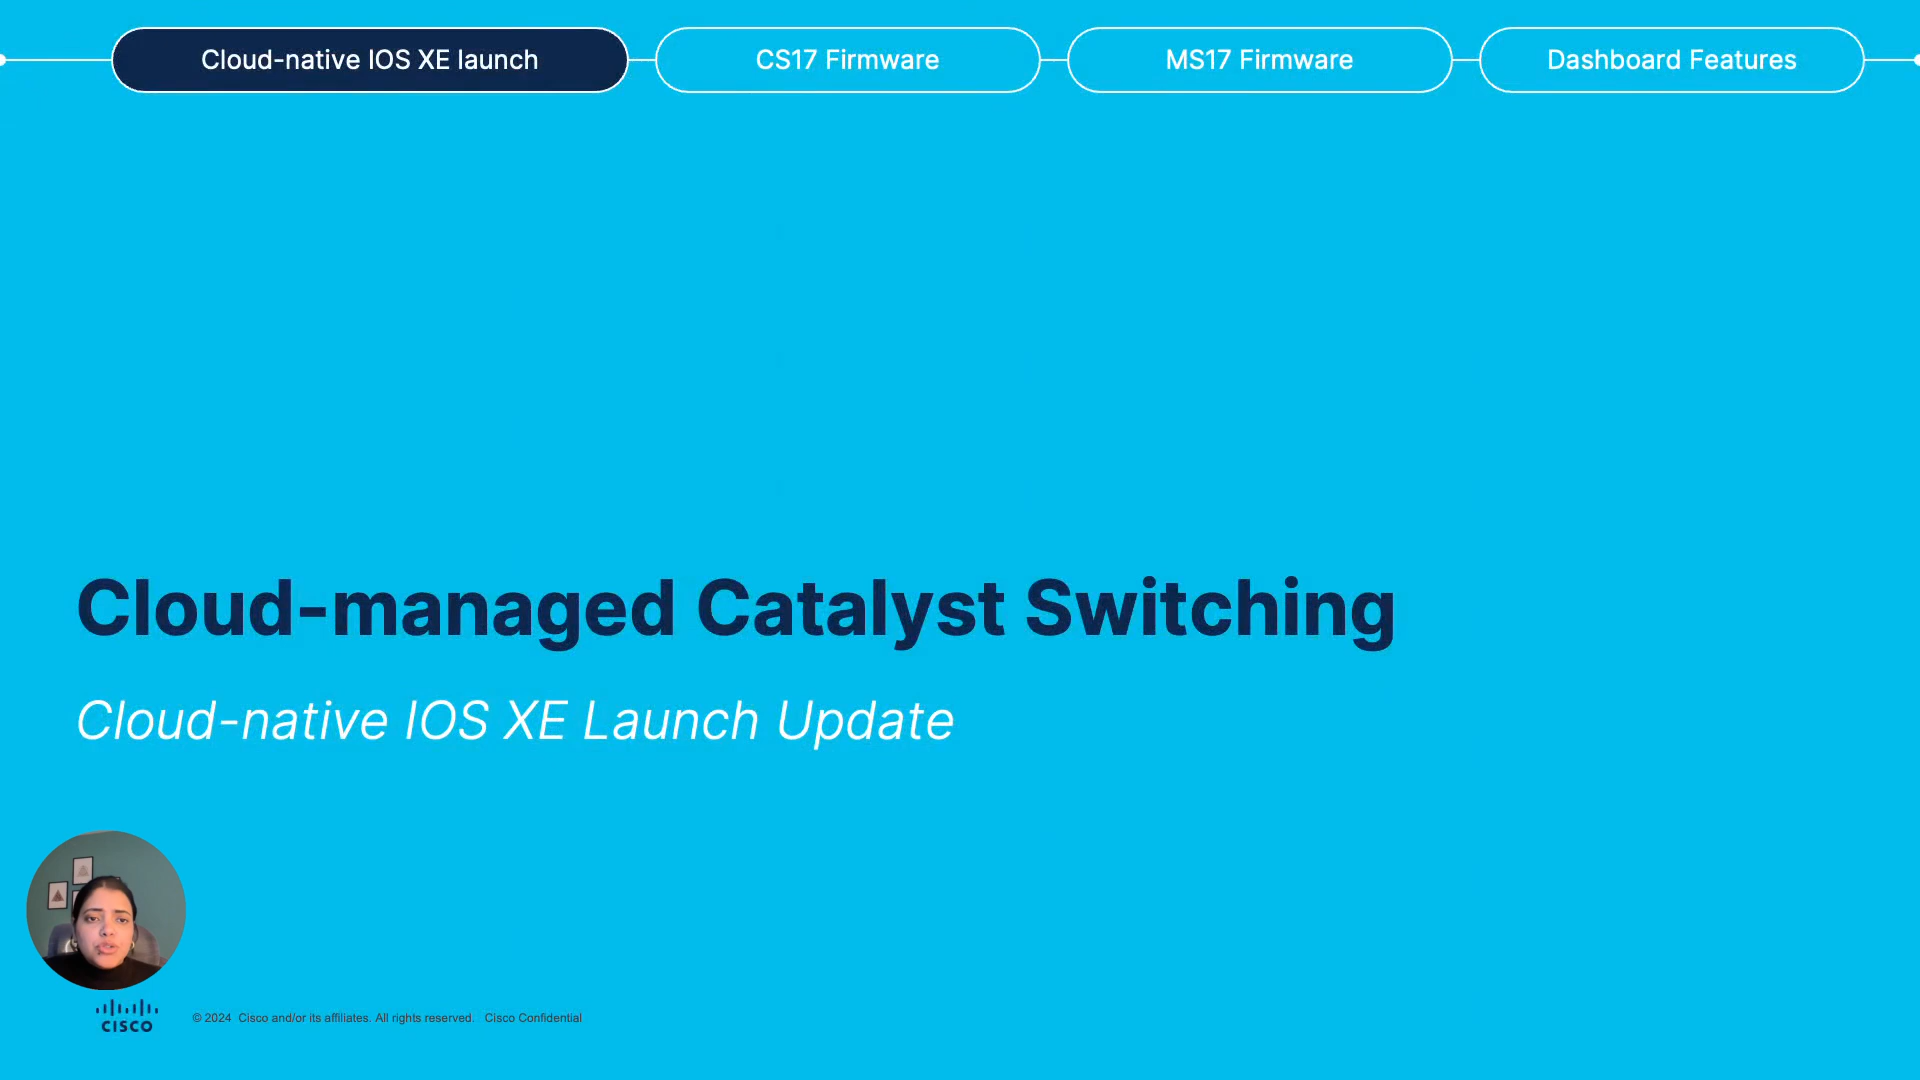 Cloud-native IOS XE launch
CS17 Firmware
MS17 Firmware
Dashboard Features
Cloud-managed Catalyst Switching
Cloud-native IOS XE Launch Update
CISCO
© 2024 Cisco and/or its affiliates. All rights reserved. Cisco Confidential